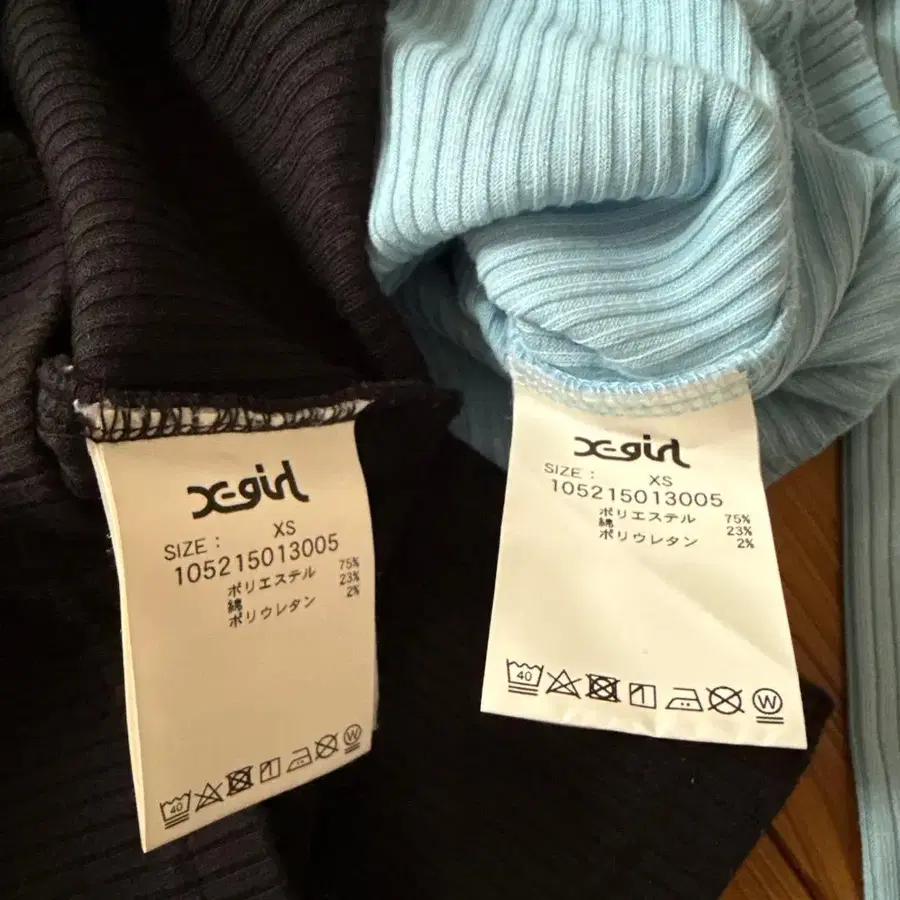 X-girl
SIZE : XS
105215013005
ポリエステル 75%
綿 23%
ポリウレタン 2%
40
W
X-girl
SIZE : XS
105215013005
ポリエステル 75%
綿 23%
ポリウレタン 2%
40
W